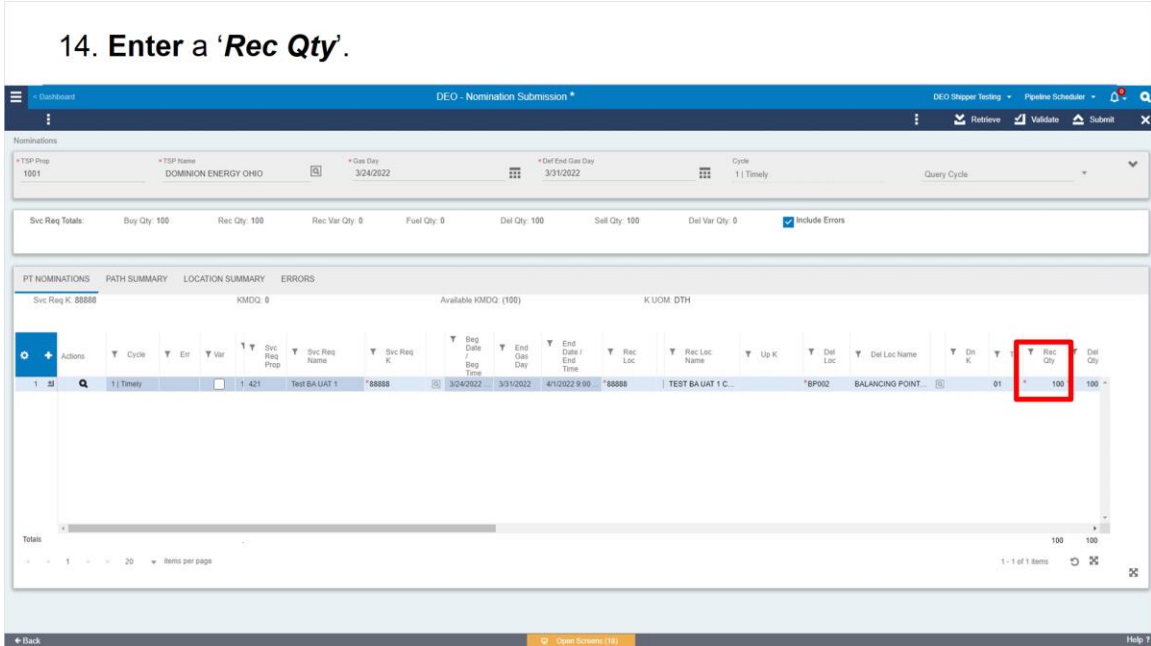 14. Enter a ‘Rec Qty’.
< Dashboard
DEO - Nomination Submission *
DEO Shipper Testing
Pipeline Scheduler
0
Retrieve
Validate
Submit
Nominations
* TSP Prop
1001
* TSP Name
DOMINION ENERGY OHIO
* Gas Day
3/24/2022
* Def End Gas Day
3/31/2022
Cycle
1 | Timely
Query Cycle
Svc Req Totals: Buy Qty: 100 Rec Qty: 100 Rec Var Qty: 0 Fuel Qty: 0 Del Qty: 100 Sell Qty: 100 Del Var Qty: 0 Include Errors
PT NOMINATIONS PATH SUMMARY LOCATION SUMMARY ERRORS
Svc Req K: 88888 KMDQ: 0 Available KMDQ: (100) K UOM: DTH
Actions
Cycle
Err
Var
Svc
Req
Prop
Svc Req
Name
Svc Req
K
Beg
Date
/
Beg
Time
End
Gas
Day
End
Date /
End
Time
Rec
Loc
Rec Loc
Name
Up K
Del
Loc
Del Loc Name
Dn
K
T
Rec
Qty
Del
Qty
1 1 | Timely 1 421 Test BA UAT 1 *88888 3/24/2022 ... 3/31/2022 4/1/2022 9:00 ... *88888 TEST BA UAT 1 C... *BP002 BALANCING POINT... 01 * 100 100
Totals 100 100
1 20 items per page 1 - 1 of 1 items
Back
Open Screens (18)
Help ?